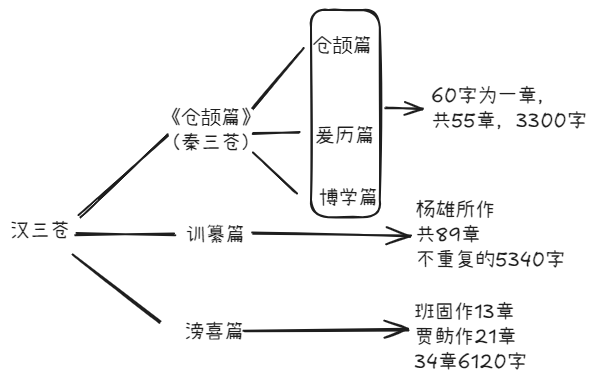 仓颉篇
《仓颉篇》
（秦三苍）
爰历篇
博学篇
60字为一章，
共55章，3300字
汉三苍
训纂篇
杨雄所作
共89章
不重复的5340字
滂喜篇
班固作13章
贾鲂作21章
34章6120字